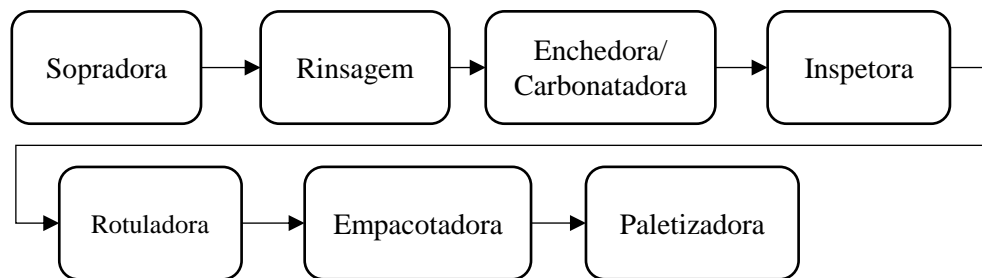 Sopradora
Rinsagem
Enchedora/
Carbonatadora
Inspetora
Rotuladora
Empacotadora
Paletizadora